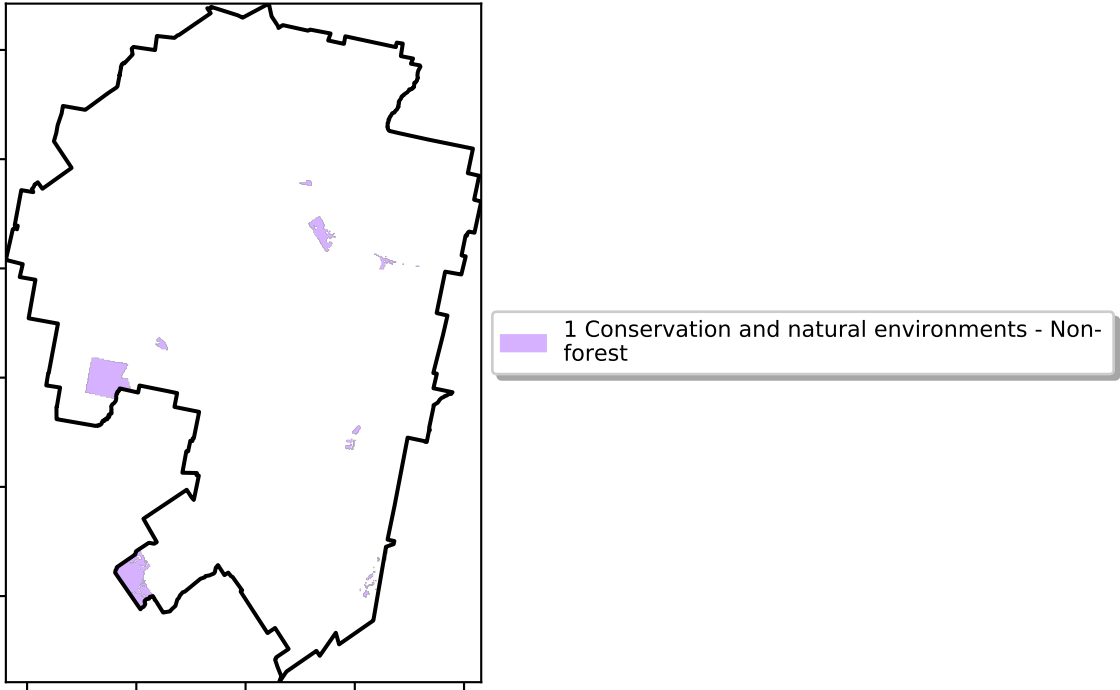 1 Conservation and natural environments - Non-
forest